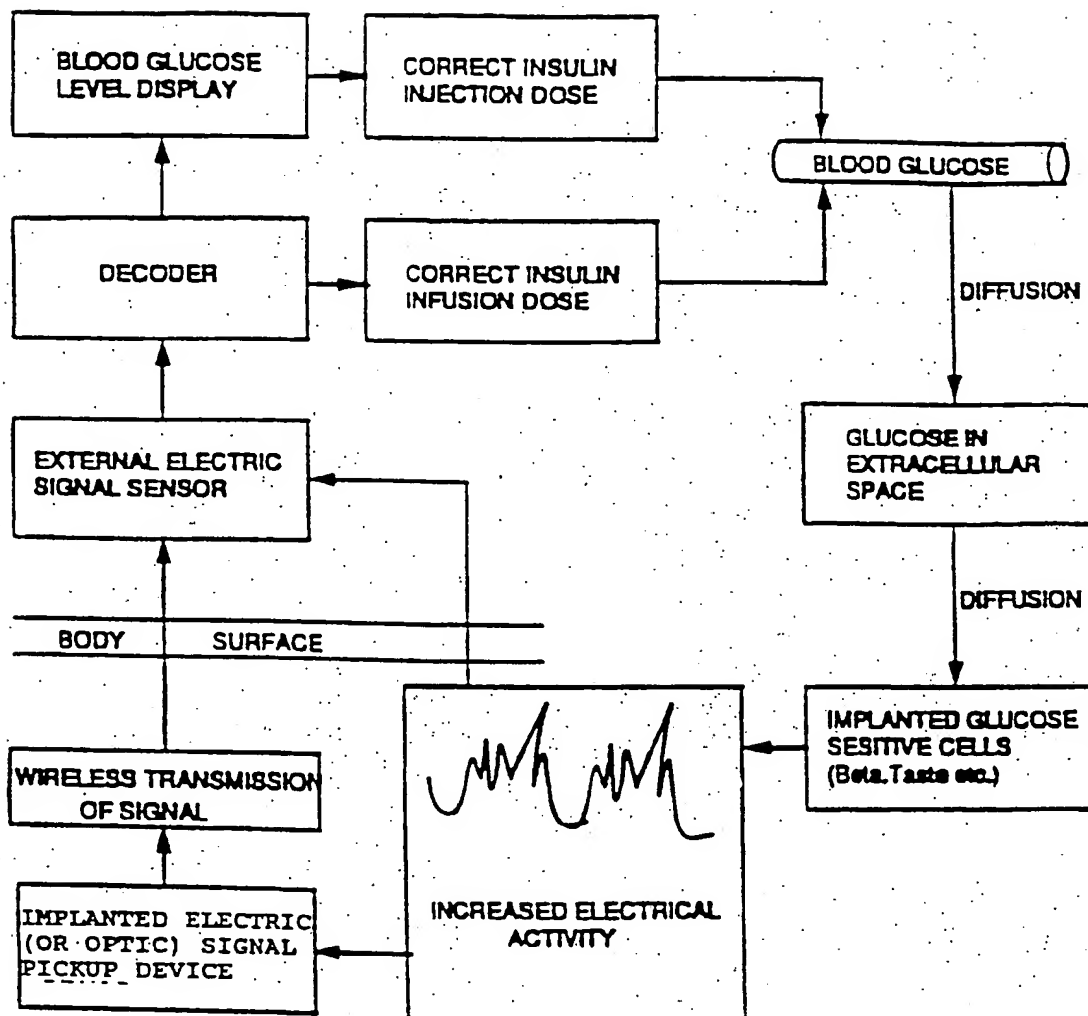 BLOOD GLUCOSE
LEVEL DISPLAY
CORRECT INSULIN
INJECTION DOSE
BLOOD GLUCOSE
DECODER
CORRECT INSULIN
INFUSION DOSE
DIFFUSION
EXTERNAL ELECTRIC
SIGNAL SENSOR
GLUCOSE IN
EXTRACELLULAR
SPACE
DIFFUSION
BODY SURFACE
IMPLANTED GLUCOSE
SESITIVE CELLS
(Beta.Taste etc.)
WIRELESS TRANSMISSION
OF SIGNAL
INCREASED ELECTRICAL
ACTIVITY
IMPLANTED ELECTRIC
(OR OPTIC) SIGNAL
PICKUP DEVICE